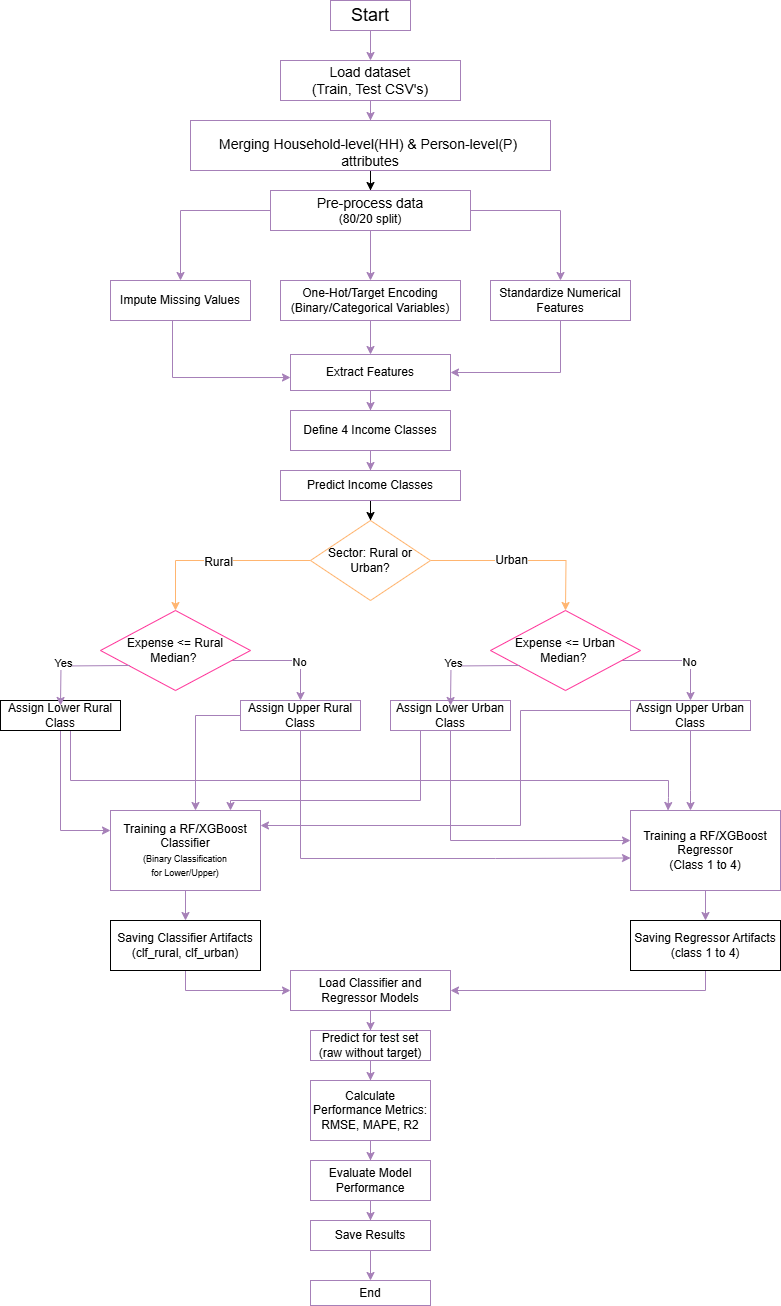 Start
Load dataset
(Train, Test CSV's)
Merging Household-level(HH) & Person-level(P)
attributes
Pre-process data
(80/20 split)
Impute Missing Values
One-Hot/Target Encoding
(Binary/Categorical Variables)
Standardize Numerical
Features
Extract Features
Define 4 Income Classes
Predict Income Classes
Sector: Rural or
Urban?
Rural
Urban
Expense <= Rural
Median?
Expense <= Urban
Median?
Yes
No
Yes
No
Assign Lower Rural
Class
Assign Upper Rural
Class
Assign Lower Urban
Class
Assign Upper Urban
Class
Training a RF/XGBoost
Classifier
(Binary Classification
for Lower/Upper)
Training a RF/XGBoost
Regressor
(Class 1 to 4)
Saving Classifier Artifacts
(clf_rural, clf_urban)
Saving Regressor Artifacts
(class 1 to 4)
Load Classifier and
Regressor Models
Predict for test set
(raw without target)
Calculate
Performance Metrics:
RMSE, MAPE, R2
Evaluate Model
Performance
Save Results
End